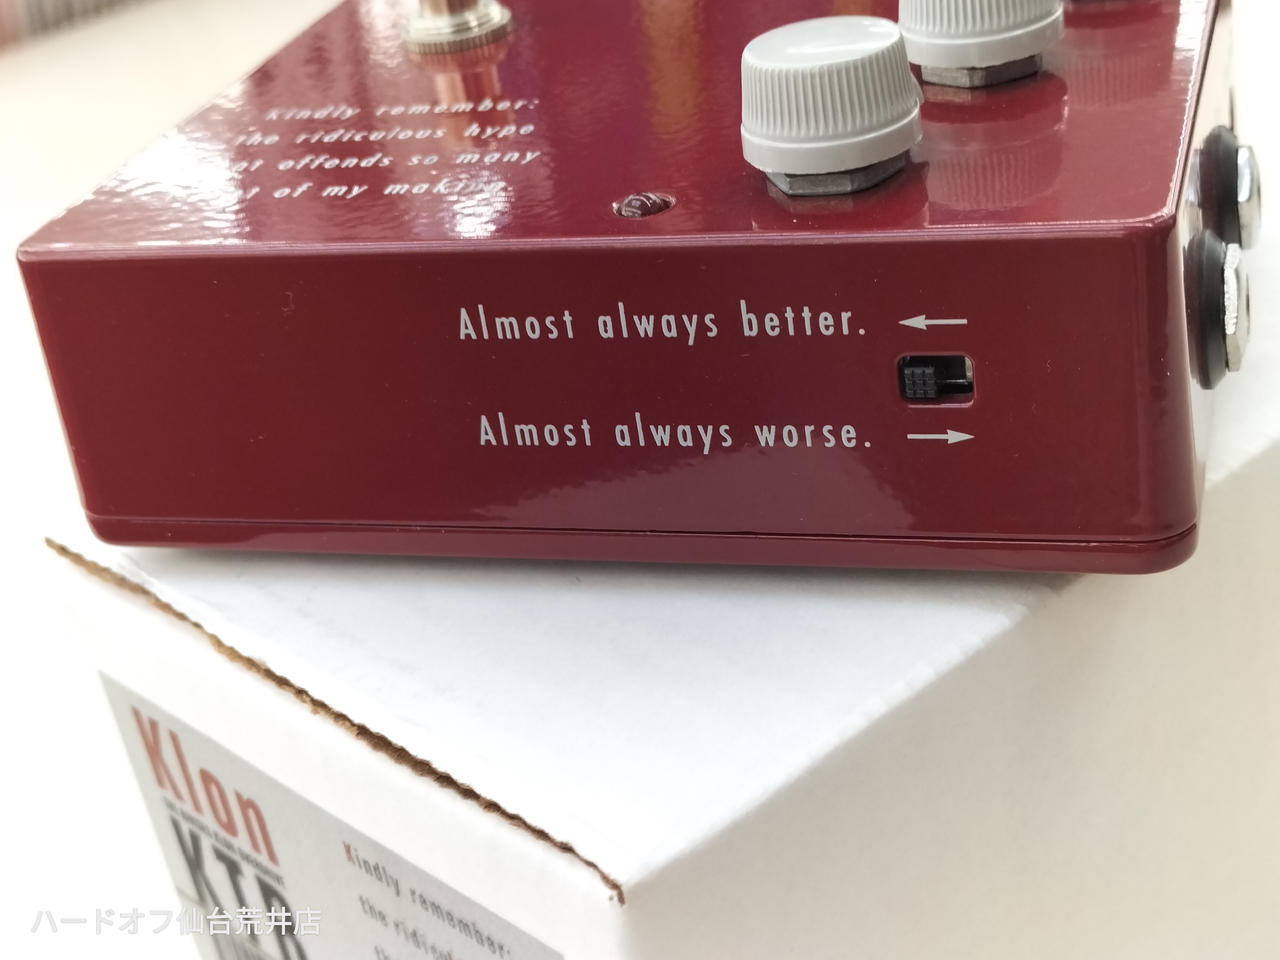 Kindly remember:
the ridiculous hype
offends so many
of my making.
Almost always better.
Almost always worse.
Klon
KTR
Kindly remember:
the
ハードオフ仙台荒井店